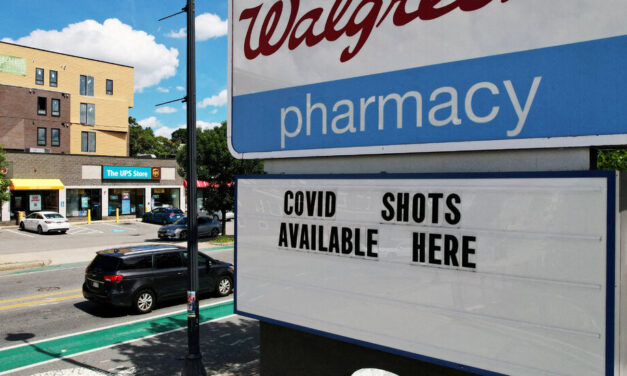 Walgreens
pharmacy
COVID SHOTS
AVAILABLE HERE
The UPS Store